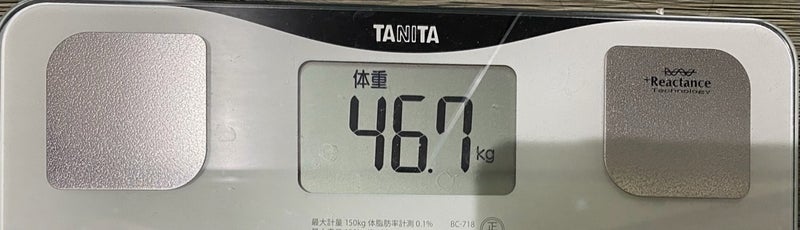 TANITA
体重
46.7 kg
+Reactance
Technology
最大計量 150kg 体脂肪率計測 0.1% BC-718 正